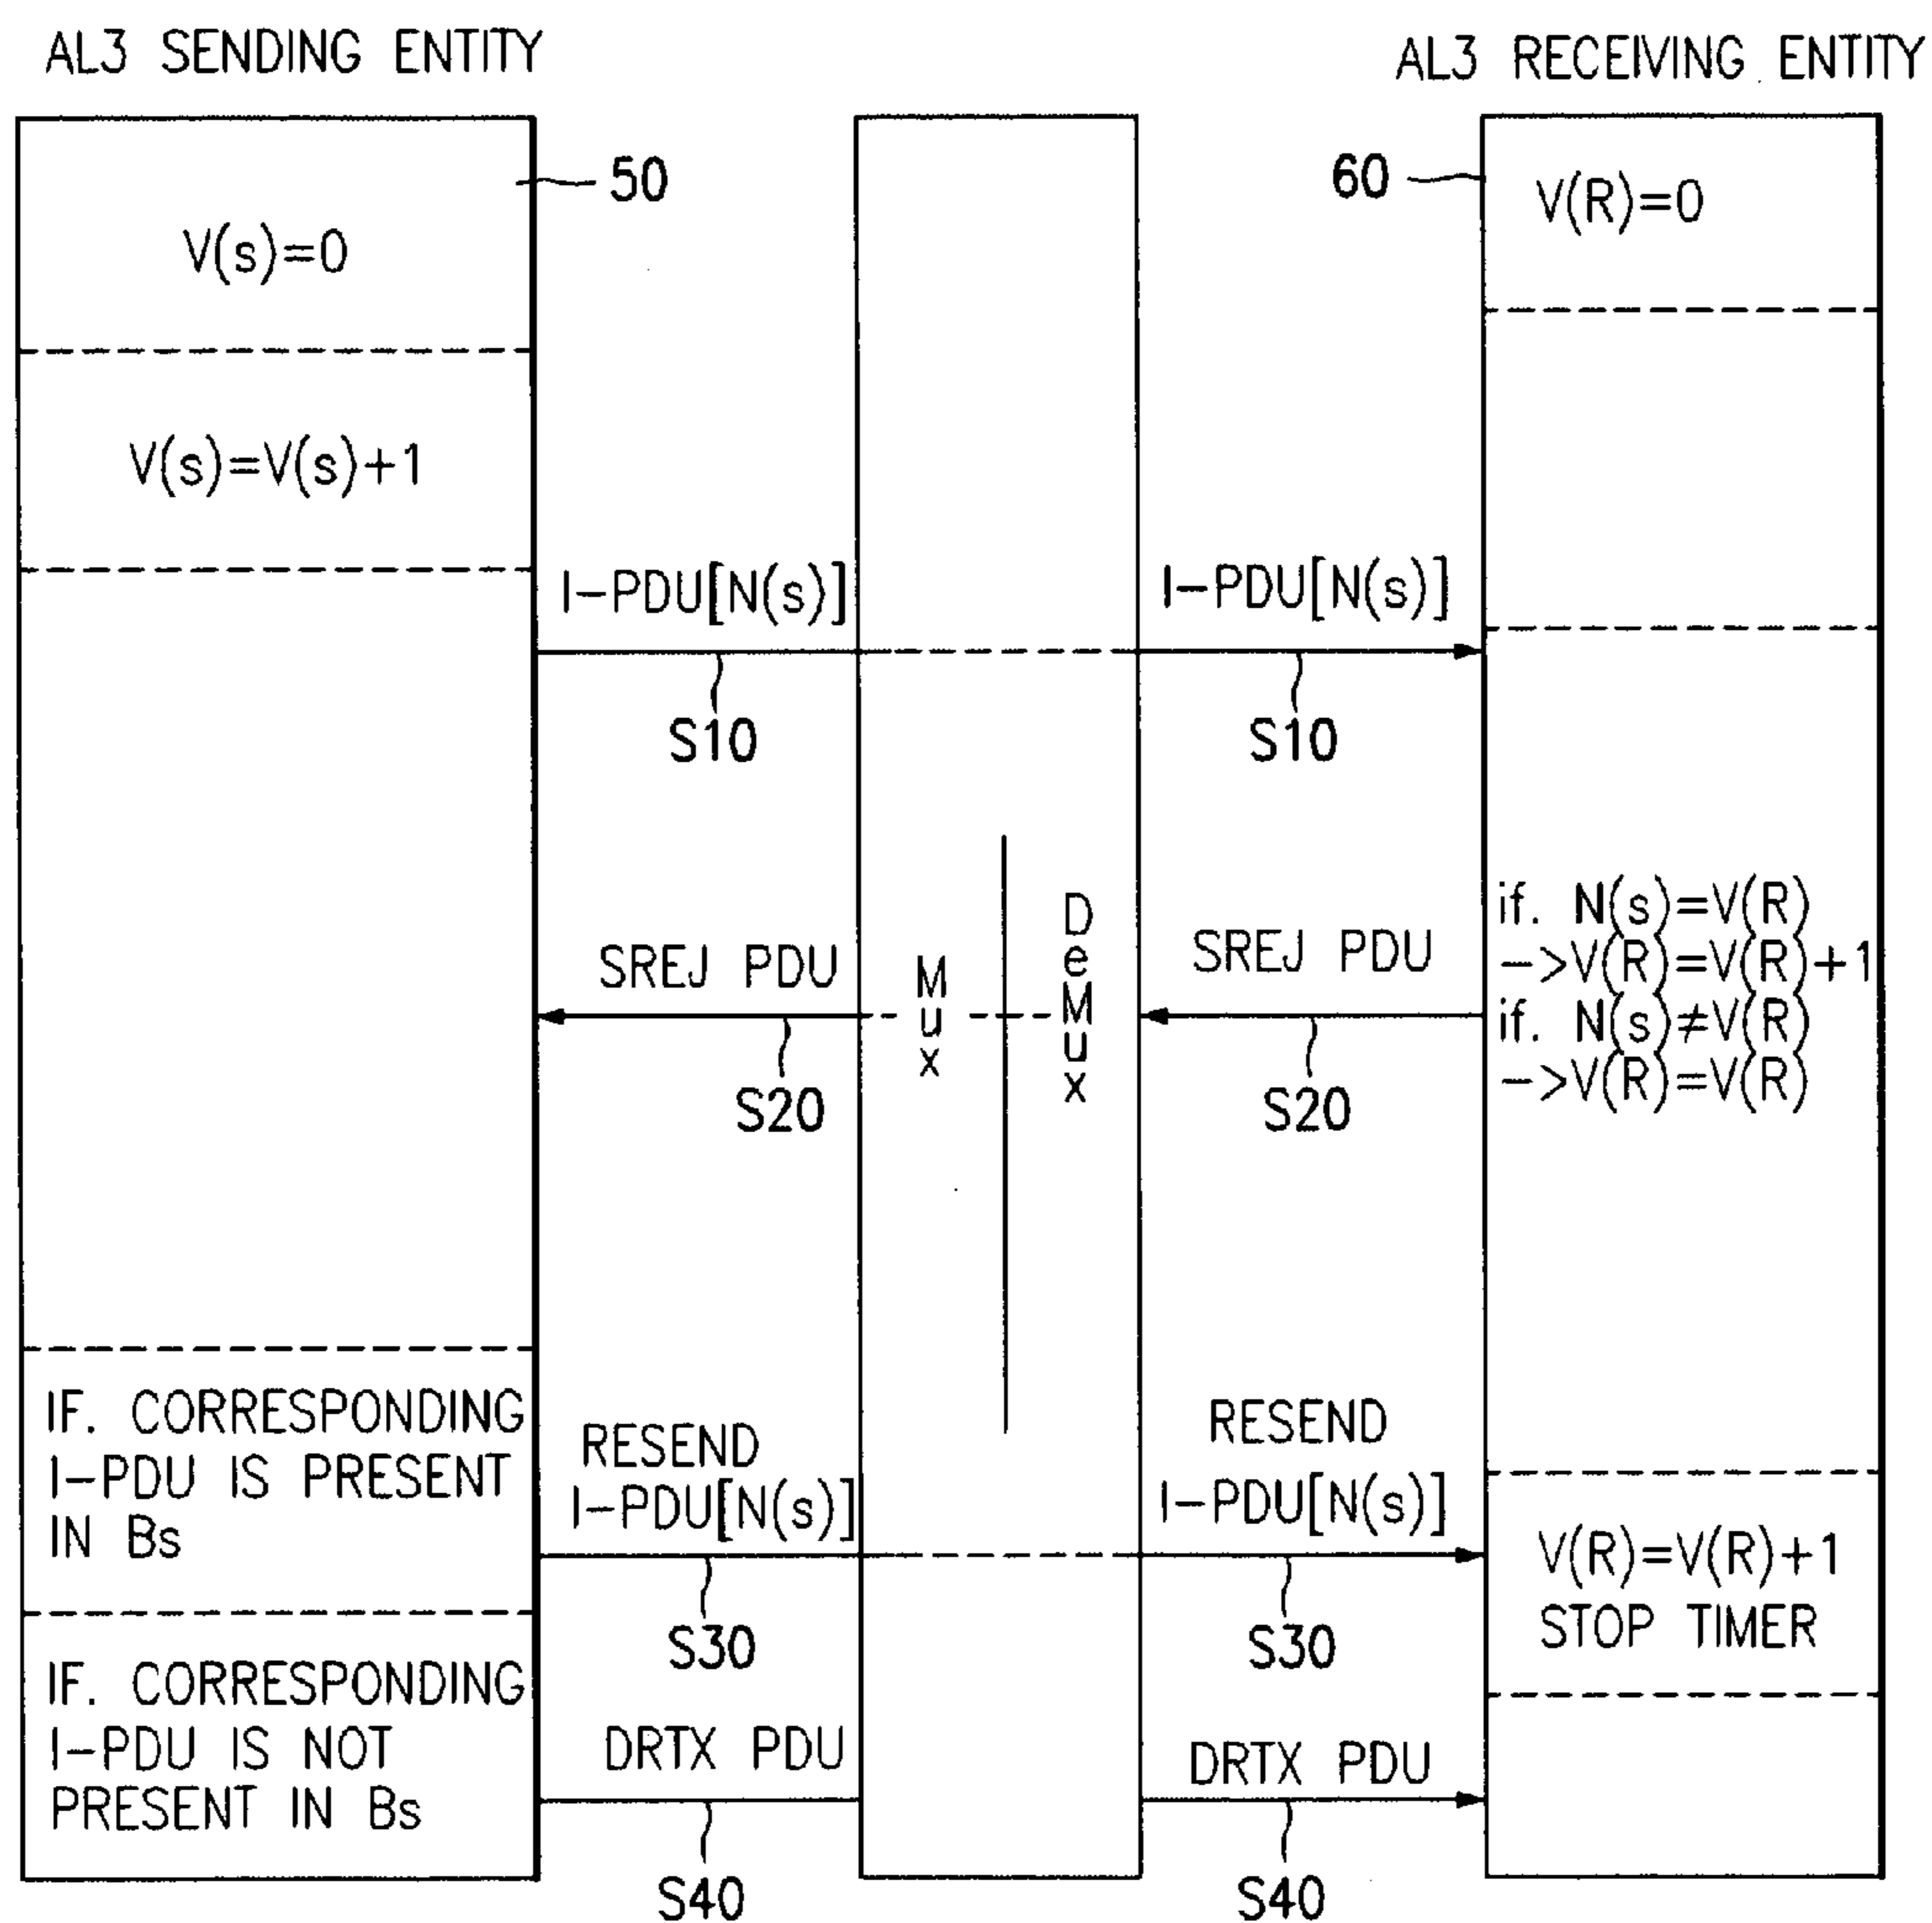 AL3 SENDING ENTITY
AL3 RECEIVING ENTITY
50
60
V(s)=0
V(R)=0
V(s)=V(s)+1
I-PDU[N(s)]
I-PDU[N(s)]
S10
S10
if. N(s)=V(R)
->V(R)=V(R)+1
if. N(s)≠V(R)
->V(R)=V(R)
SREJ PDU
Mux
DeMux
SREJ PDU
S20
S20
IF. CORRESPONDING
I-PDU IS PRESENT
IN Bs
RESEND
I-PDU[N(s)]
RESEND
I-PDU[N(s)]
S30
S30
V(R)=V(R)+1
STOP TIMER
IF. CORRESPONDING
I-PDU IS NOT
PRESENT IN Bs
DRTX PDU
DRTX PDU
S40
S40